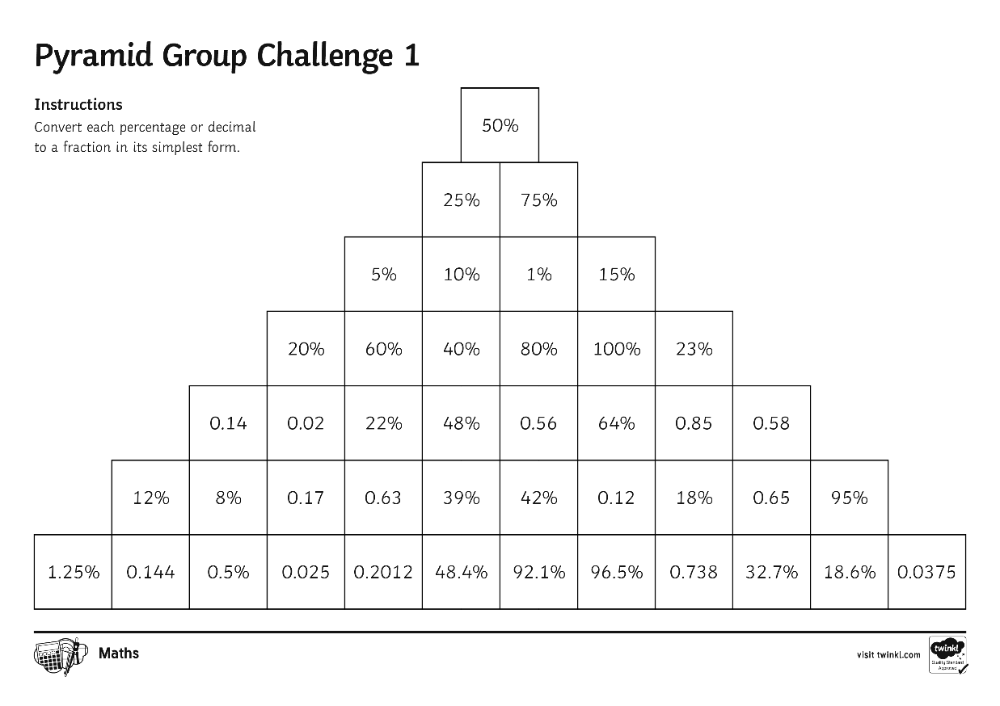 Pyramid Group Challenge 1
Instructions
Convert each percentage or decimal
to a fraction in its simplest form.
50%
25% 75%
5% 10% 1% 15%
20% 60% 40% 80% 100% 23%
0.14 0.02 22% 48% 0.56 64% 0.85 0.58
12% 8% 0.17 0.63 39% 42% 0.12 18% 0.65 95%
1.25% 0.144 0.5% 0.025 0.2012 48.4% 92.1% 96.5% 0.738 32.7% 18.6% 0.0375
Maths
visit twinkl.com
twinkl
Quality Standard
Approved